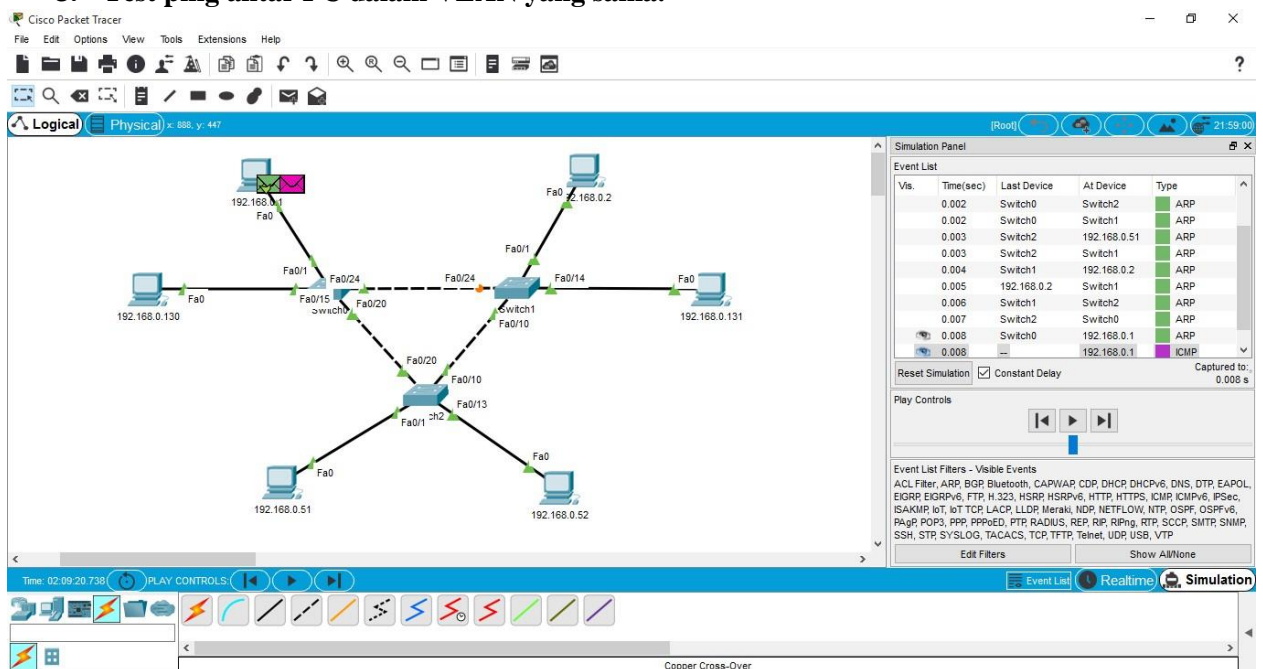 Cisco Packet Tracer
File Edit Options View Tools Extensions Help
Logical Physical x: 888, y: 447 [Root] 21:59:00
Simulation Panel
Event List
Vis. Time(sec) Last Device At Device Type
0.002 Switch0 Switch2 ARP
0.002 Switch0 Switch1 ARP
0.003 Switch2 192.168.0.51 ARP
0.003 Switch2 Switch1 ARP
0.004 Switch1 192.168.0.2 ARP
0.005 192.168.0.2 Switch1 ARP
0.006 Switch1 Switch2 ARP
0.007 Switch2 Switch0 ARP
0.008 Switch0 192.168.0.1 ARP
0.008 -- 192.168.0.1 ICMP
Reset Simulation Constant Delay Captured to:
0.008 s
Play Controls
Event List Filters - Visible Events
ACL Filter, ARP, BGP, Bluetooth, CAPWAP, CDP, DHCP, DHCPv6, DNS, DTP, EAPOL,
EIGRP, EIGRPv6, FTP, H.323, HSRP, HSRPv6, HTTP, HTTPS, ICMP, ICMPv6, IPSec,
ISAKMP, IoT, IoT TCP, LACP, LLDP, Meraki, NDP, NETFLOW, NTP, OSPF, OSPFv6,
PAgP, POP3, PPP, PPPoED, PTP, RADIUS, REP, RIP, RIPng, RTP, SCCP, SMTP, SNMP,
SSH, STP, SYSLOG, TACACS, TCP, TFTP, Telnet, UDP, USB, VTP
Edit Filters Show All/None
192.168.0.1
Fa0
Fa0
2.168.0.2
Fa0/1
Fa0/1
Fa0/24
Fa0/24
Fa0/14
Fa0
Fa0
Fa0/15
Fa0/20
Switch0
Switch1
Fa0/10
192.168.0.130
192.168.0.131
Fa0/20
Fa0/10
Fa0/13
Fa0/1
ch2
Fa0
Fa0
192.168.0.51
192.168.0.52
Time: 02:09:20.738 PLAY CONTROLS: Event List Realtime Simulation
Copper Cross-Over